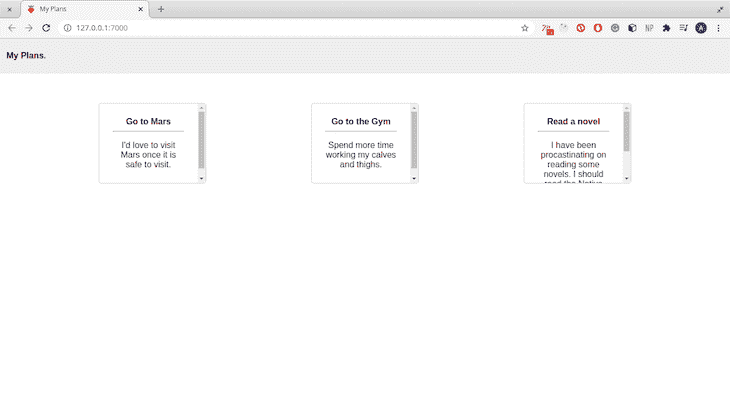 My Plans
127.0.0.1:7000
NP
A
My Plans.
Go to Mars
I'd love to visit
Mars once it is
safe to visit.
Go to the Gym
Spend more time
working my calves
and thighs.
Read a novel
I have been
procastinating on
reading some
novels. I should
read the Native